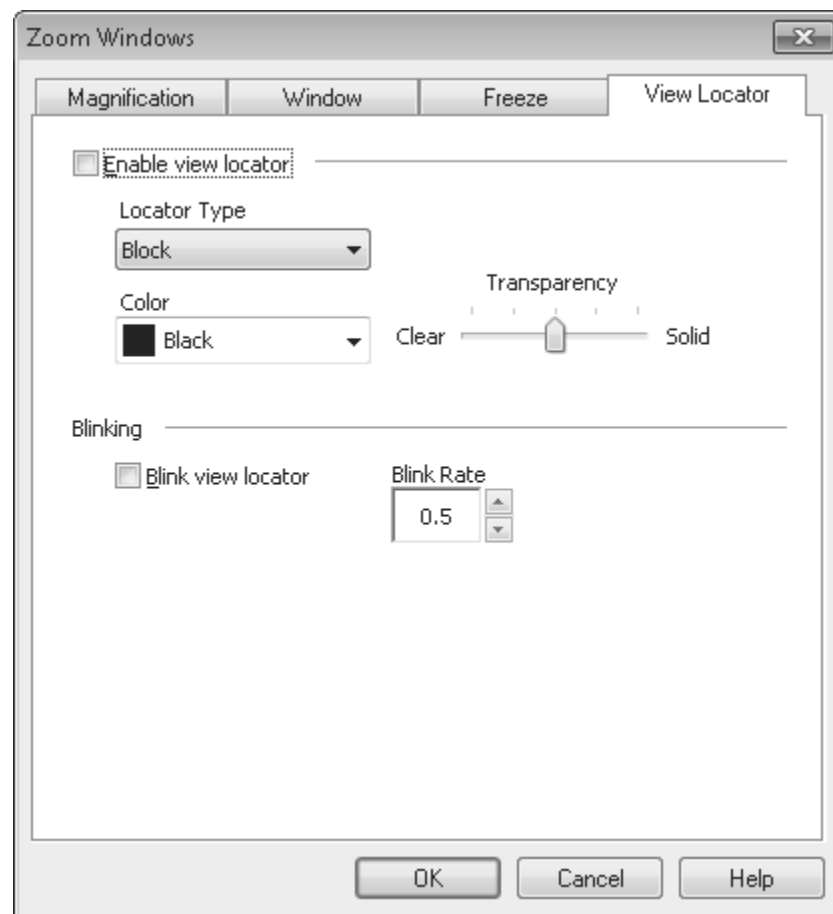 Zoom Windows
Magnification Window Freeze View Locator
Enable view locator
Locator Type
Block
Transparency
Color
Black
Clear Solid
Blinking
Blink view locator
Blink Rate
0.5
OK Cancel Help